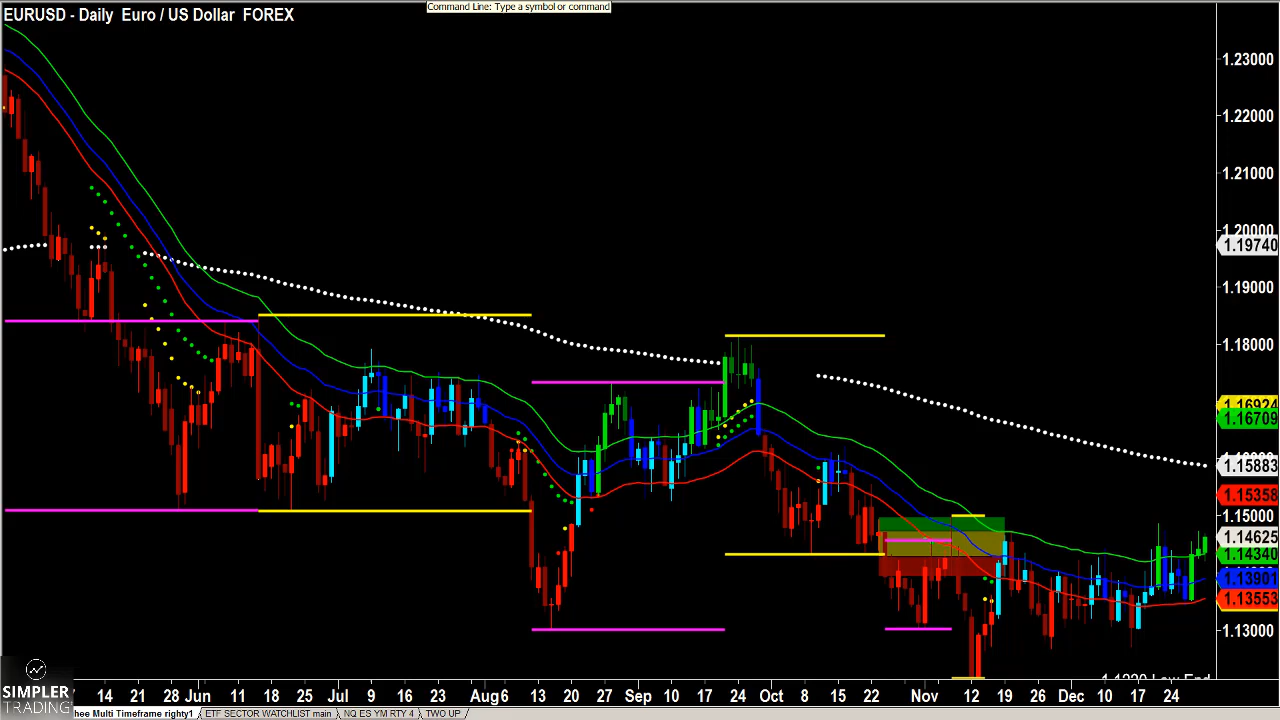 Command Line: Type a symbol or command
EURUSD - Daily Euro / US Dollar FOREX
1.23000
1.22000
1.21000
1.20000
1.19740
1.19000
1.18000
1.16924
1.16709
1.15883
1.15358
1.15000
1.14625
1.14340
1.13901
1.13553
1.13000
14 21 28 Jun 11 18 25 Jul 9 16 23 Aug6 13 20 27 Sep 10 17 24 Oct 8 15 22 Nov 12 19 26 Dec 10 17 24
SIMPLER
TRADING
hee Multi Timeframe righty1 ETF SECTOR WATCHLIST main NQ ES YM RTY 4 TWO UP